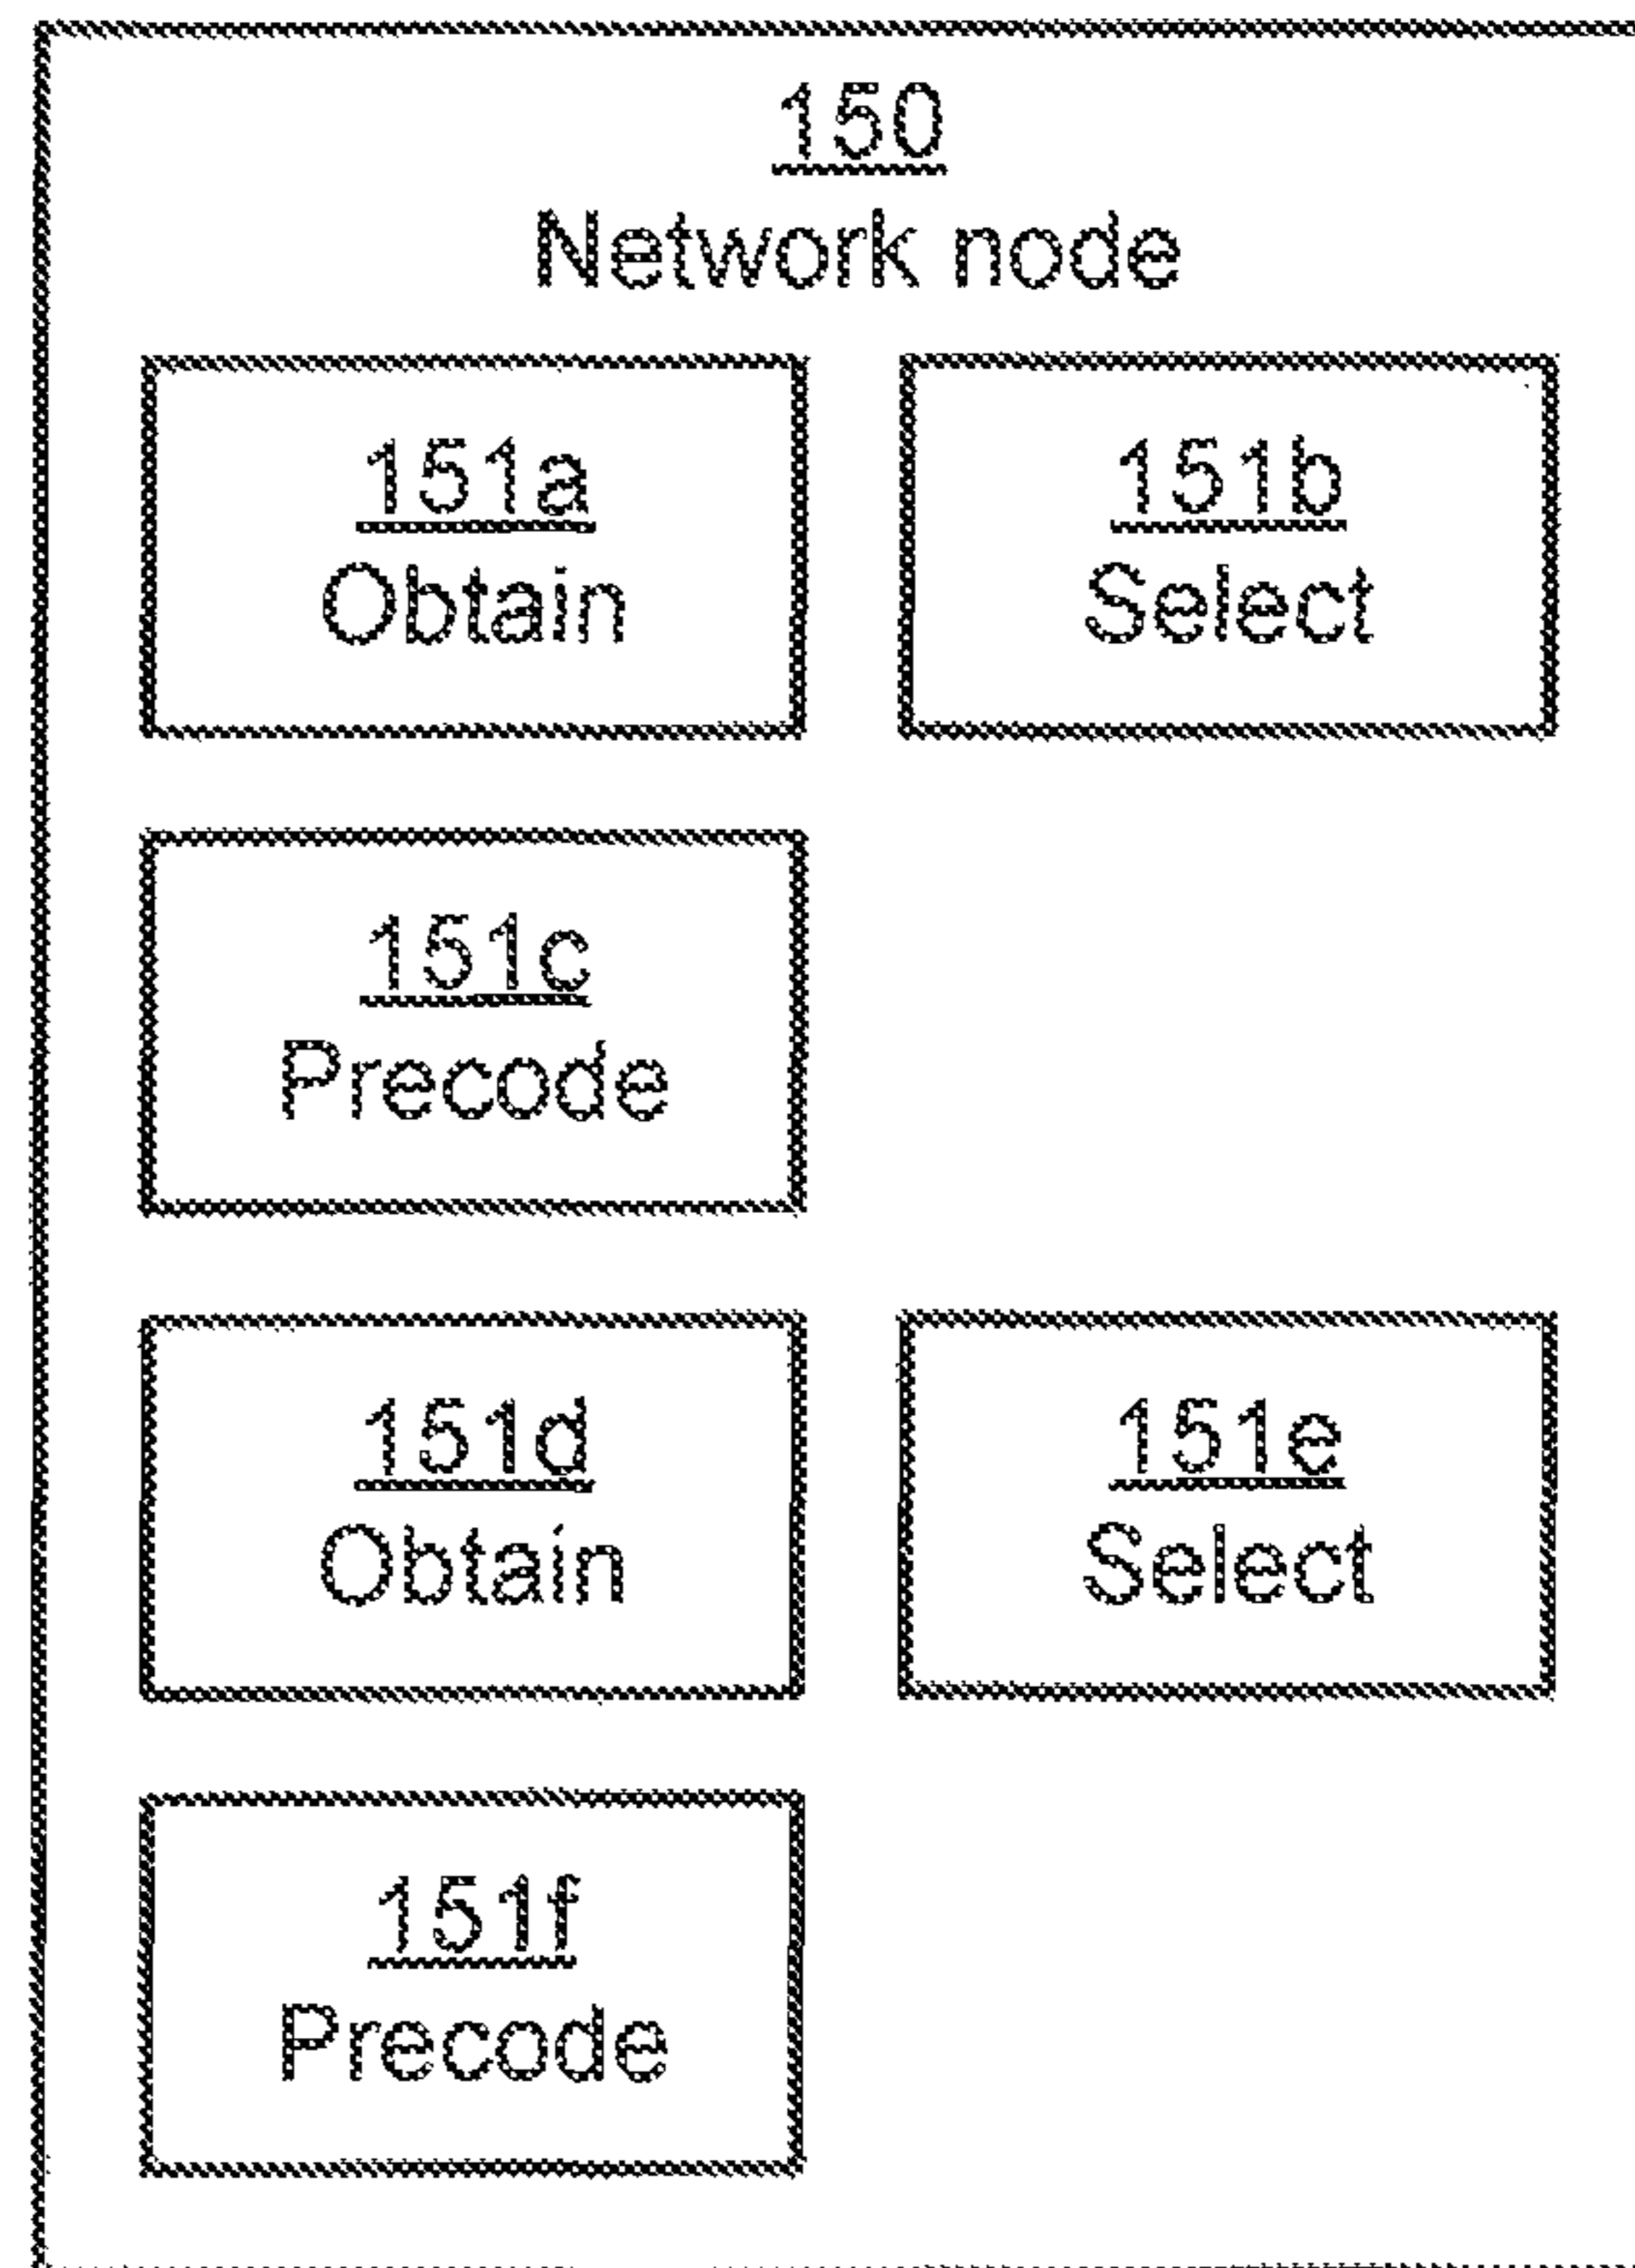 150
Network node
151a
Obtain
151b
Select
151c
Precode
151d
Obtain
151e
Select
151f
Precode